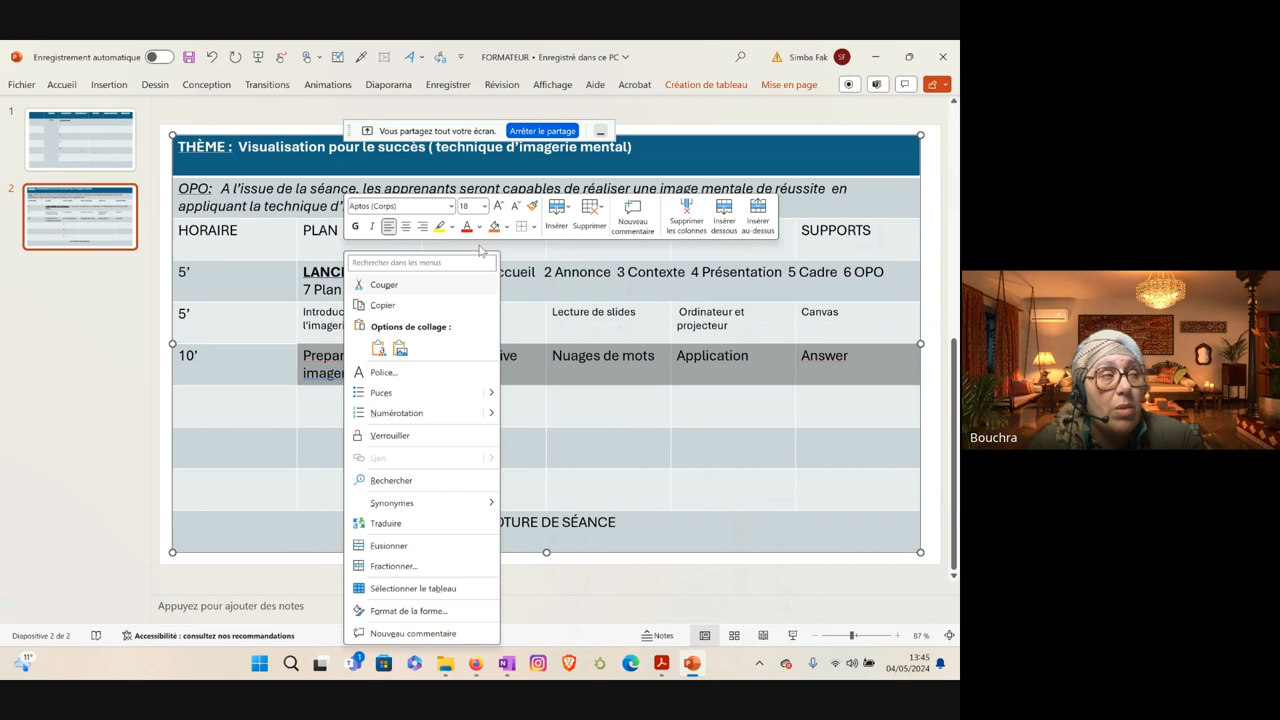 Enregistrement automatique
FORMATEUR • Enregistré dans ce PC
Simba Fak
SF
Fichier Accueil Insertion Dessin Conception Transitions Animations Diaporama Enregistrer Révision Affichage Aide Acrobat Création de tableau Mise en page
1
2
Vous partagez tout votre écran. Arrêter le partage
THÈME : Visualisation pour le succès ( technique d'imagerie mental)
OPO: A l'issue de la séance, les apprenants seront capables de réaliser une image mentale de réussite en
appliquant la technique d'
Aptos (Corps) 18
G I
Insérer Supprimer
Nouveau
commentaire
Supprimer
les colonnes
Insérer
dessous
Insérer
au-dessus
HORAIRE PLAN SUPPORTS
5' LANC ccueil 2 Annonce 3 Contexte 4 Présentation 5 Cadre 6 OPO
7 Plan
5' Introduc Lecture de slides Ordinateur et Canvas
l'imageri projecteur
10' Prepar ve Nuages de mots Application Answer
imager
OTURE DE SÉANCE
Rechercher dans les menus
Couper
Copier
Options de collage :
Police...
Puces
Numérotation
Verrouiller
Lien
Rechercher
Synonymes
Traduire
Fusionner
Fractionner...
Sélectionner le tableau
Format de la forme...
Nouveau commentaire
Appuyez pour ajouter des notes
Diapositive 2 de 2 Accessibilité : consultez nos recommandations Notes 87 %
11°
13:45
04/05/2024
Bouchra